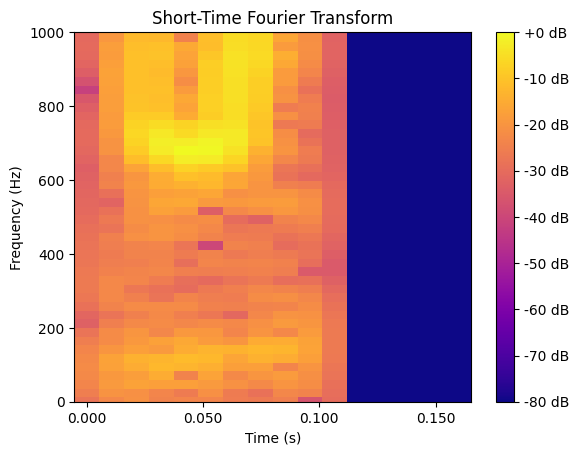 Short-Time Fourier Transform
1000
800
600
400
200
0
Frequency (Hz)
0.000
0.050
0.100
0.150
Time (s)
+0 dB
-10 dB
-20 dB
-30 dB
-40 dB
-50 dB
-60 dB
-70 dB
-80 dB